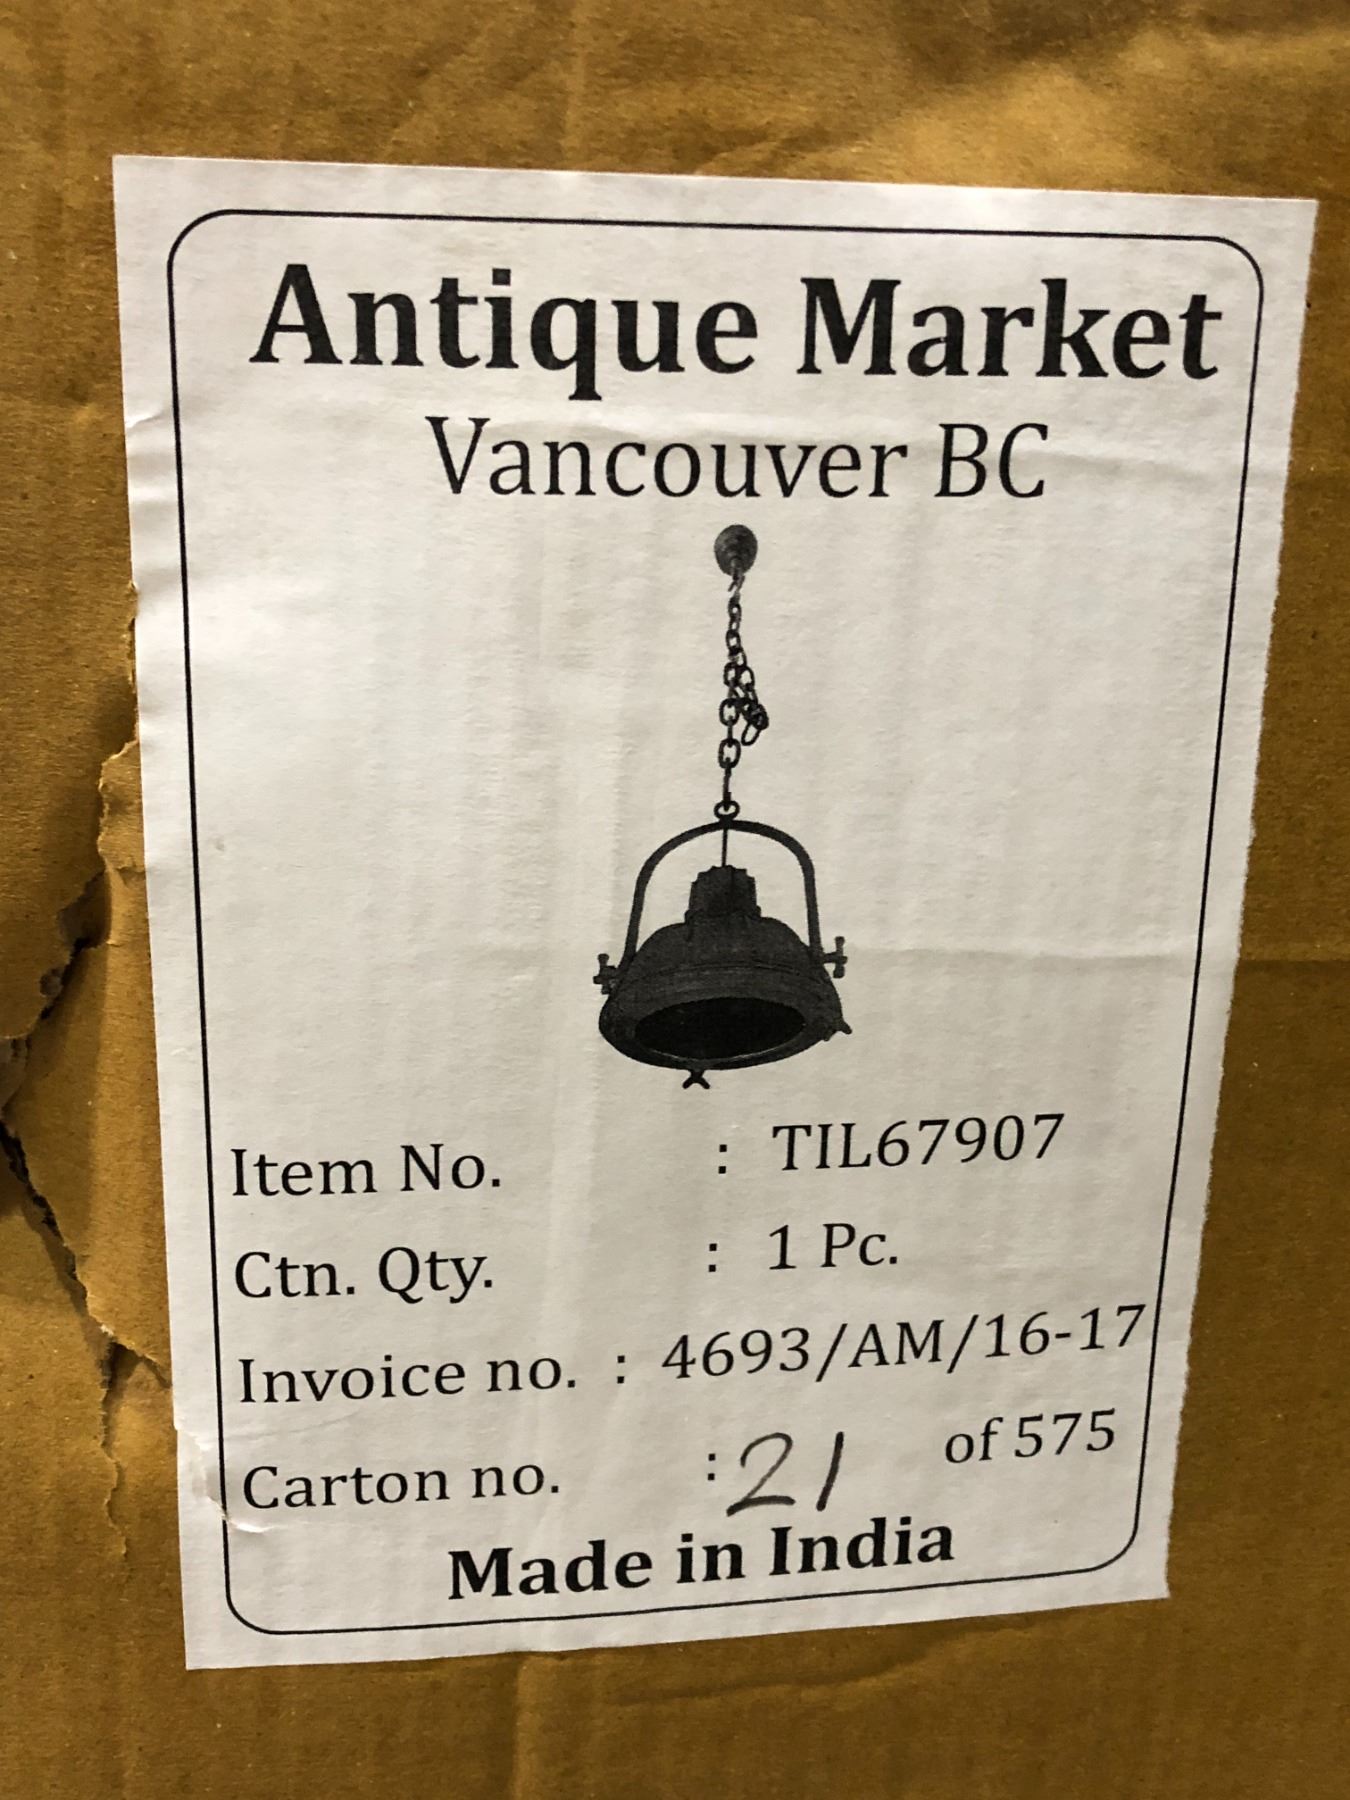 Antique Market
Vancouver BC
Item No. : TIL67907
Ctn. Qty. : 1 Pc.
Invoice no. : 4693/AM/16-17
Carton no. : 21 of 575
Made in India